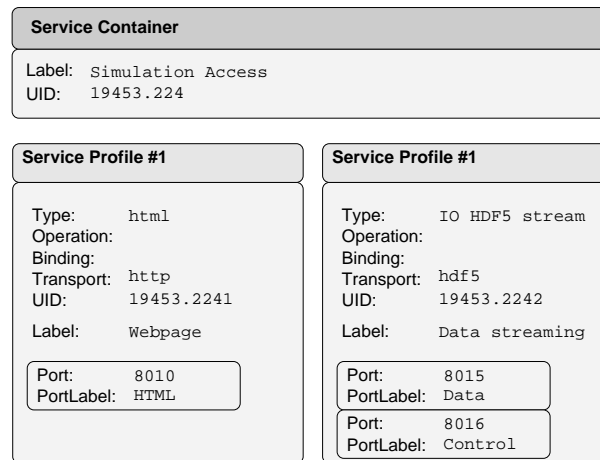 Service Container
Label: Simulation Access
UID: 19453.224
Service Profile #1
Type: html
Operation:
Binding:
Transport: http
UID: 19453.2241
Label: Webpage
Port: 8010
PortLabel: HTML
Service Profile #1
Type: IO HDF5 stream
Operation:
Binding:
Transport: hdf5
UID: 19453.2242
Label: Data streaming
Port: 8015
PortLabel: Data
Port: 8016
PortLabel: Control